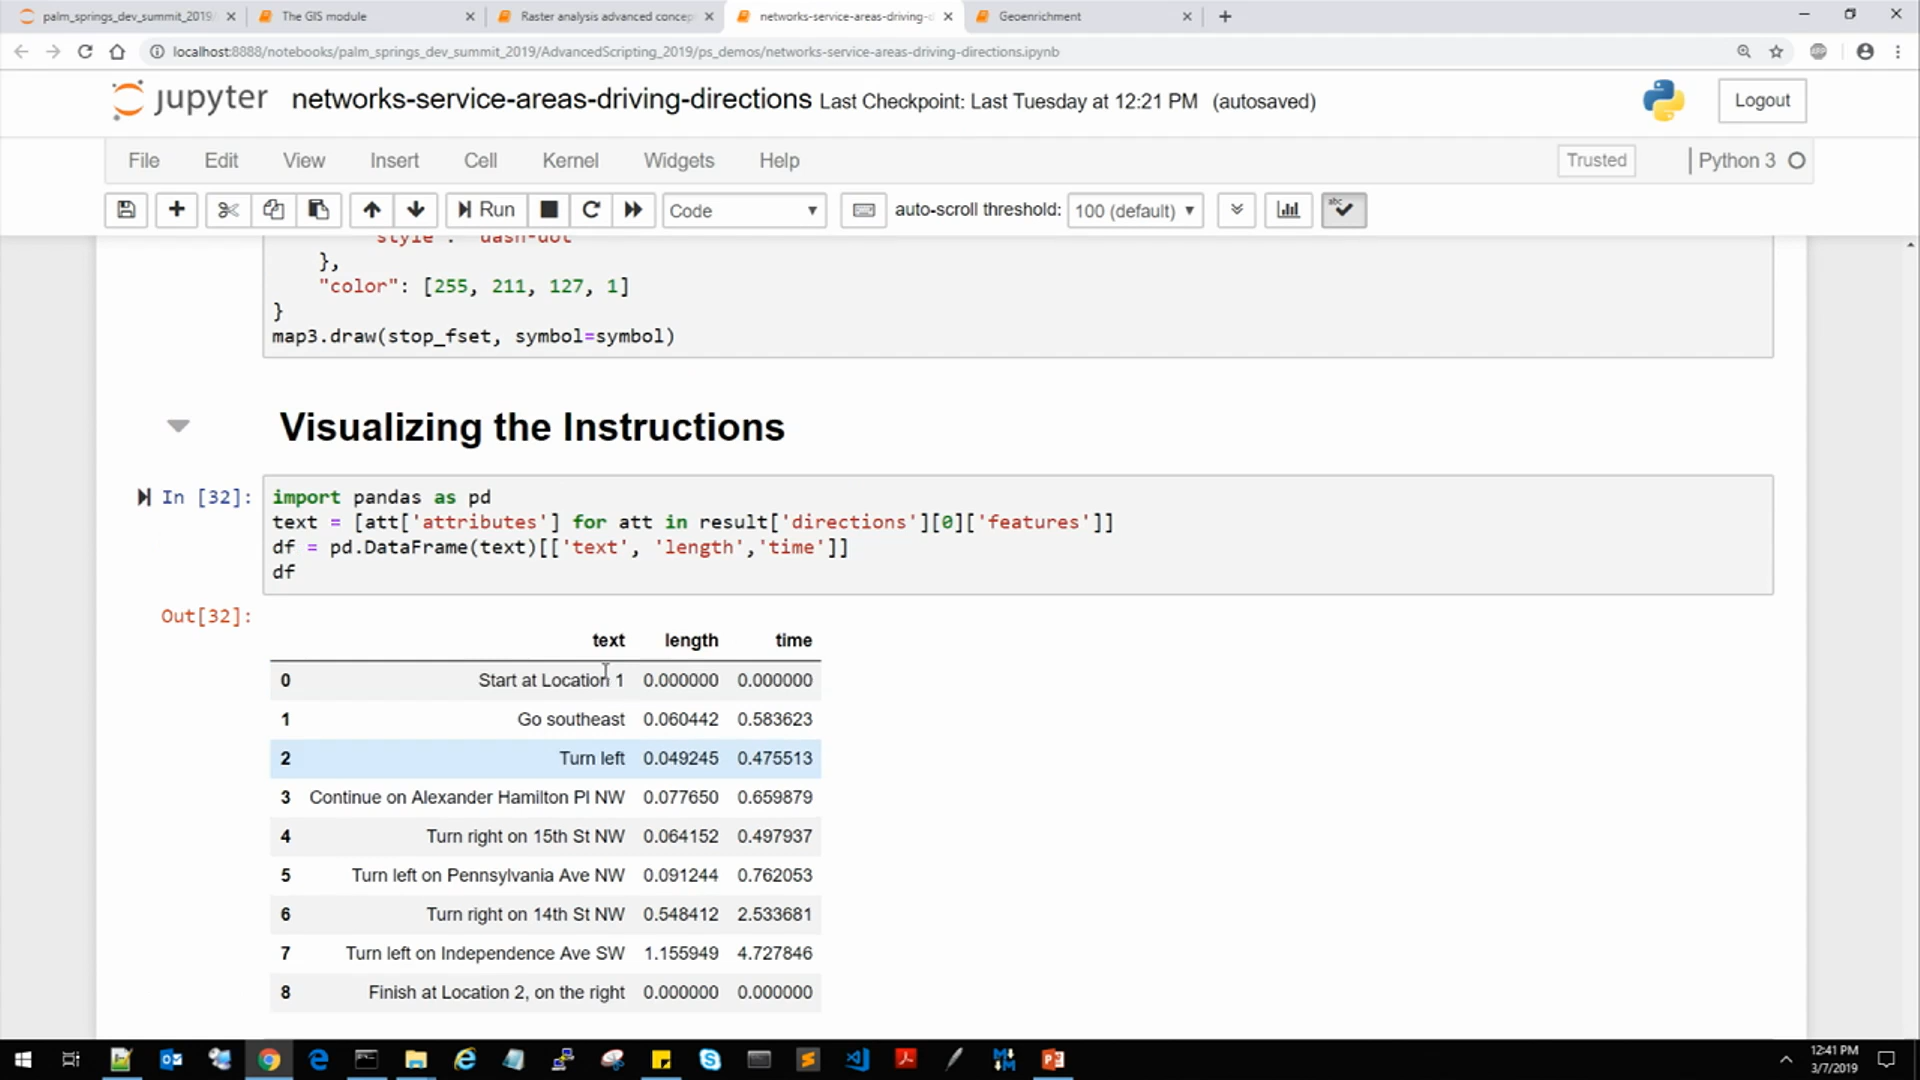 palm_springs_dev_summit_2019/
The GIS module
Raster analysis advanced concep
networks-service-areas-driving-d
Geoenrichment
localhost:8888/notebooks/palm_springs_dev_summit_2019/AdvancedScripting_2019/ps_demos/networks-service-areas-driving-directions.ipynb
jupyter networks-service-areas-driving-directions Last Checkpoint: Last Tuesday at 12:21 PM (autosaved)
Logout
File Edit View Insert Cell Kernel Widgets Help
Trusted
Python 3
Run
Code
auto-scroll threshold:
100 (default)
"style": "dash-dot"
},
"color": [255, 211, 127, 1]
}
map3.draw(stop_fset, symbol=symbol)
Visualizing the Instructions
In [32]:
import pandas as pd
text = [att['attributes'] for att in result['directions'][0]['features']]
df = pd.DataFrame(text)[['text', 'length','time']]
df
Out[32]:
text length time
0 Start at Location 1 0.000000 0.000000
1 Go southeast 0.060442 0.583623
2 Turn left 0.049245 0.475513
3 Continue on Alexander Hamilton Pl NW 0.077650 0.659879
4 Turn right on 15th St NW 0.064152 0.497937
5 Turn left on Pennsylvania Ave NW 0.091244 0.762053
6 Turn right on 14th St NW 0.548412 2.533681
7 Turn left on Independence Ave SW 1.155949 4.727846
8 Finish at Location 2, on the right 0.000000 0.000000
12:41 PM
3/7/2019